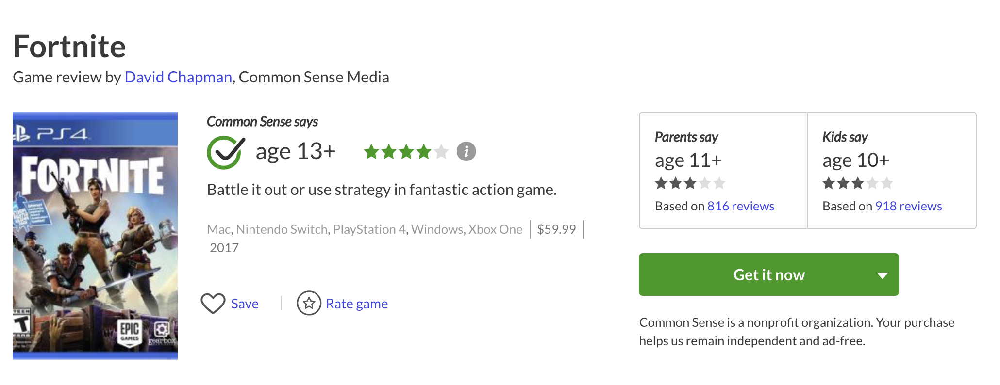 Fortnite
Game review by David Chapman, Common Sense Media
PS4
FORTNITE
TEEN
T
ESRB
EPIC
GAMES
gearbox
Common Sense says
age 13+
Battle it out or use strategy in fantastic action game.
Mac, Nintendo Switch, PlayStation 4, Windows, Xbox One | $59.99 |
2017
Save
Rate game
Parents say
age 11+
Based on 816 reviews
Kids say
age 10+
Based on 918 reviews
Get it now
Common Sense is a nonprofit organization. Your purchase
helps us remain independent and ad-free.